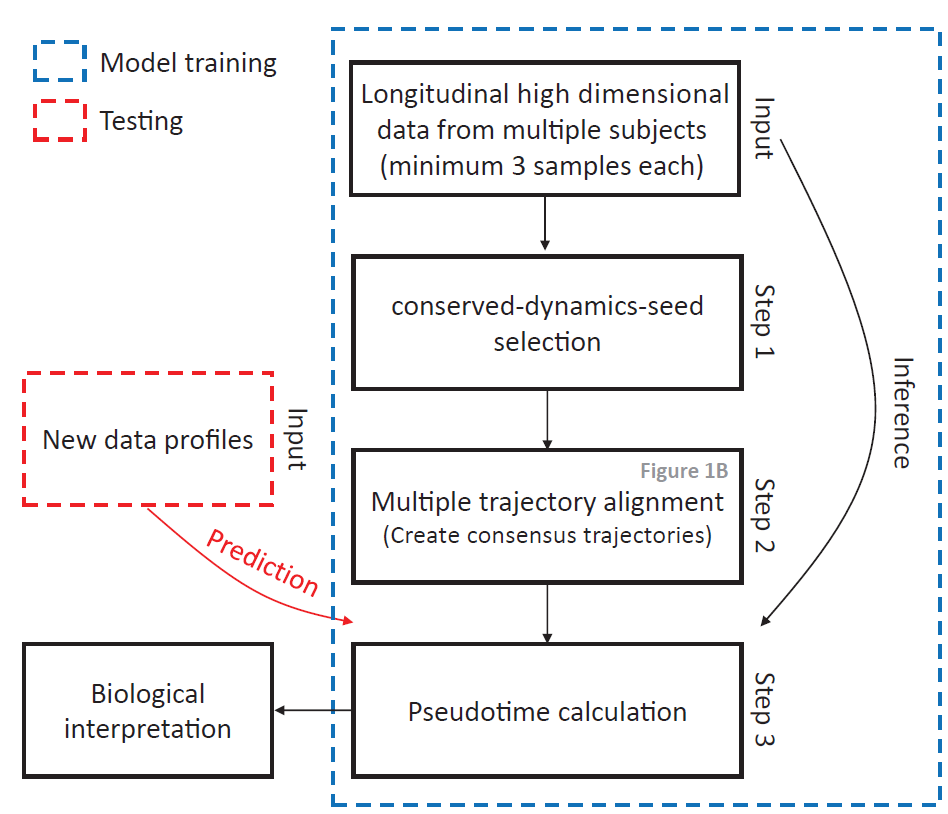 Model training
Testing
Longitudinal high dimensional
data from multiple subjects
(minimum 3 samples each)
Input
conserved-dynamics-seed
selection
Step 1
Inference
New data profiles
Input
Figure 1B
Multiple trajectory alignment
(Create consensus trajectories)
Step 2
Prediction
Biological
interpretation
Pseudotime calculation
Step 3